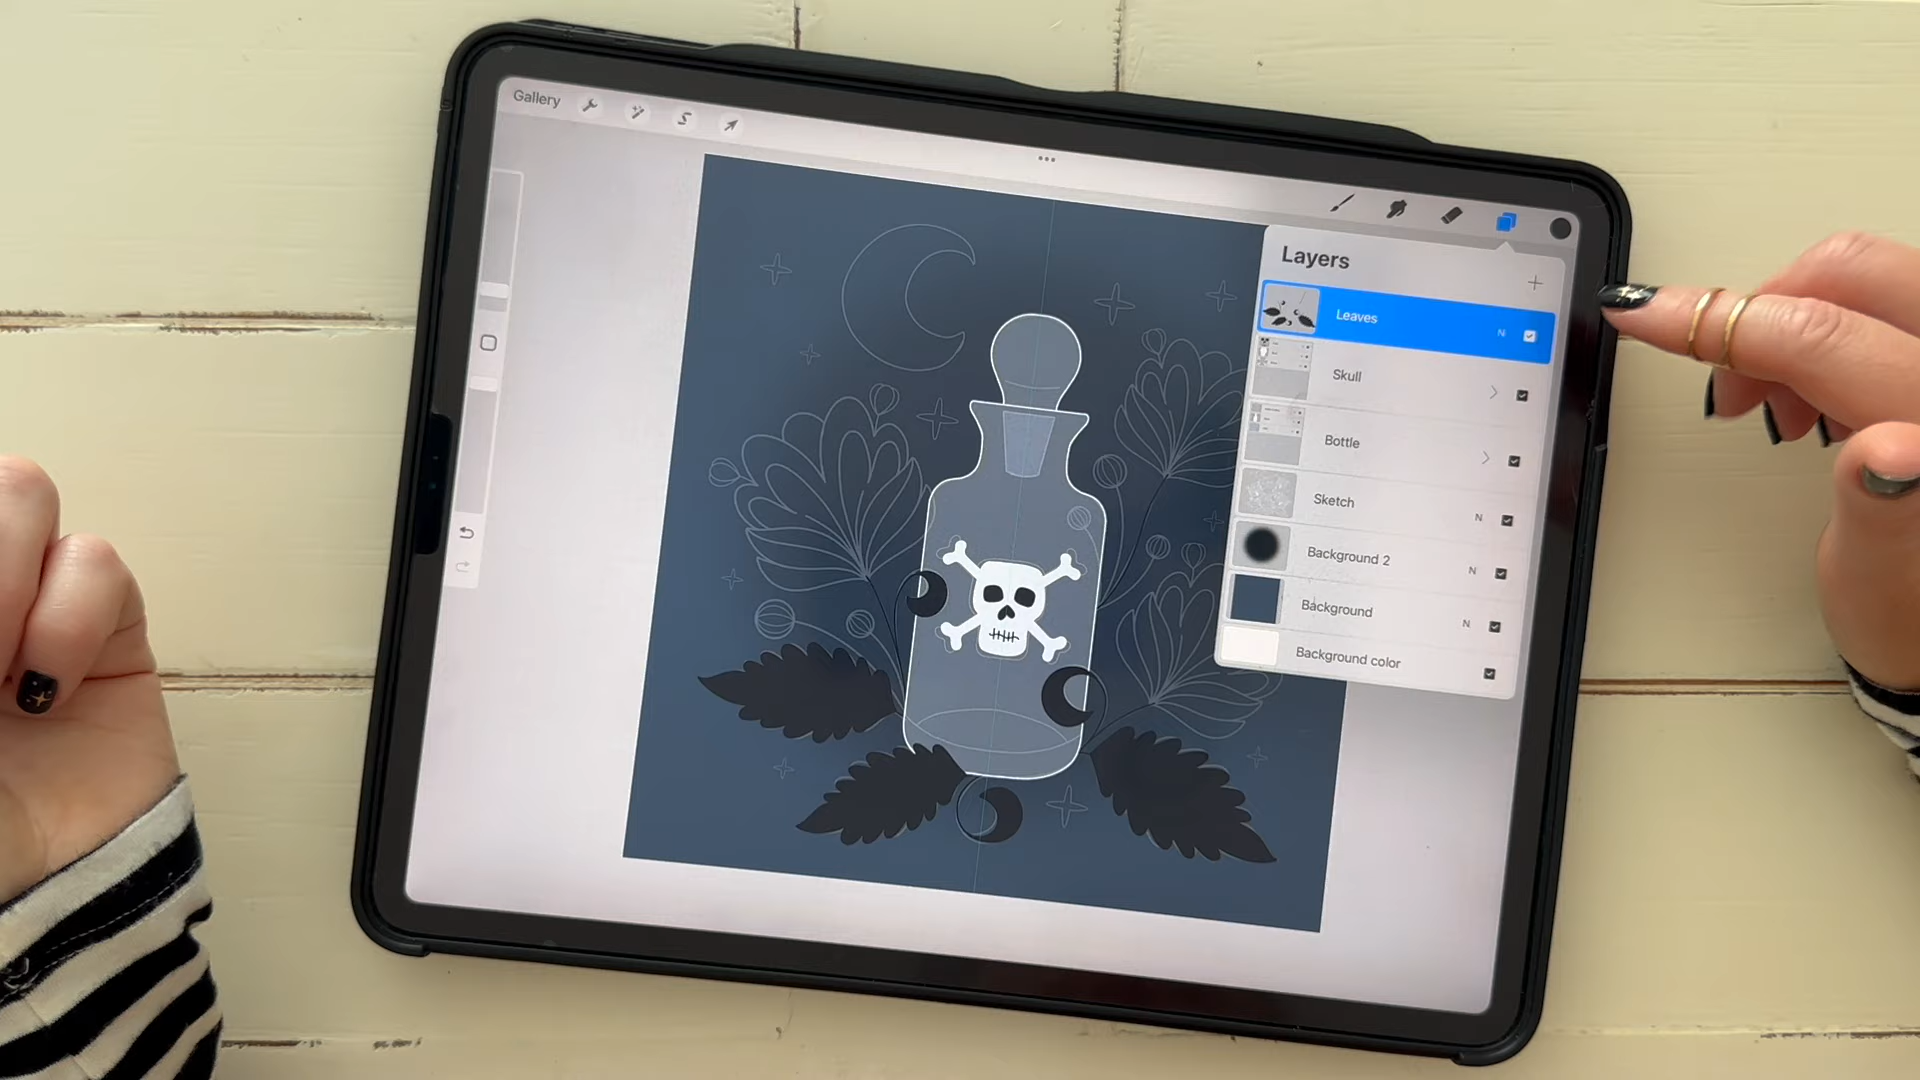 Gallery
Layers
Leaves N
Skull
Bottle
Sketch N
Background 2 N
Background N
Background color